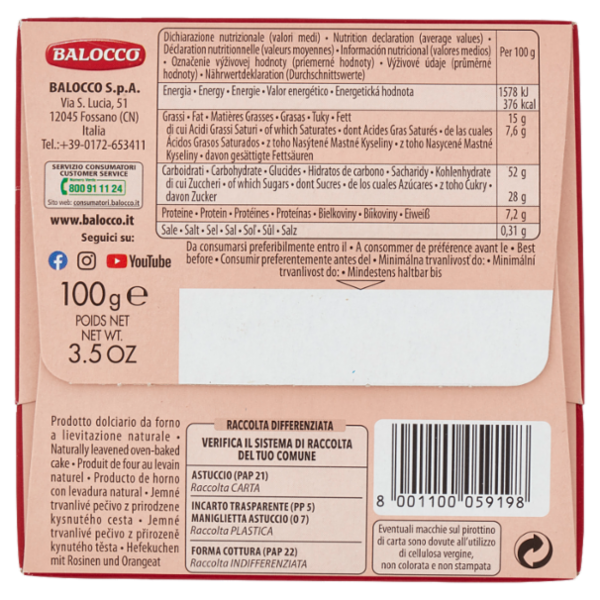 BALOCCO®
BALOCCO S.p.A.
Via S. Lucia, 51
12045 Fossano (CN)
Italia
Tel.:+39-0172-653411
SERVIZIO CONSUMATORI
CUSTOMER SERVICE
800 91 11 24
Sito web: consumatori.balocco.it
www.balocco.it
Seguici su:
YouTube
100g e
POIDS NET
NET WT.
3.5 OZ
Dichiarazione nutrizionale (valori medi) • Nutrition declaration (average values) •
Déclaration nutritionnelle (valeurs moyennes) • Información nutricional (valores medios)
• Označenie výživovej hodnoty (priemerné hodnoty) • Výživové údaje (průměrné
hodnoty) • Nährwertdeklaration (Durchschnittswerte)
Per 100 g
Energia • Energy • Energie • Valor energético • Energetická hodnota
1578 kJ
376 kcal
Grassi • Fat • Matières Grasses • Grasas • Tuky • Fett
15 g
di cui Acidi Grassi Saturi • of which Saturates • dont Acides Gras Saturés • de las cuales
7,6 g
Ácidos Grasos Saturados • z toho Nasýtené Mastné Kyseliny • z toho Nasycené Mastné
Kyseliny • davon gesättigte Fettsäuren
Carboidrati • Carbohydrate • Glucides • Hidratos de carbono • Sacharidy • Kohlenhydrate
52 g
di cui Zuccheri • of which Sugars • dont Sucres • de los cuales Azúcares • z toho Cukry •
davon Zucker
28 g
Proteine • Protein • Protéines • Proteínas • Bielkoviny • Bílkoviny • Eiweiß
7,2 g
Sale • Salt • Sel • Sal • Soľ • Sůl • Salz
0,31 g
Da consumarsi preferibilmente entro il • A consommer de préférence avant le • Best
before • Consumir preferentemente antes del • Minimálna trvanlivosť do: • Minimální
trvanlivost do: • Mindestens haltbar bis
Prodotto dolciario da forno
a lievitazione naturale •
Naturally leavened oven-baked
cake • Produit de four au levain
naturel • Producto de horno
con levadura natural • Jemné
trvanlivé pečivo z prirodzene
kysnutého cesta • Jemné
trvanlivé pečivo z přirozeně
kynutého těsta • Hefekuchen
mit Rosinen und Orangeat
RACCOLTA DIFFERENZIATA
VERIFICA IL SISTEMA DI RACCOLTA
DEL TUO COMUNE
ASTUCCIO (PAP 21)
Raccolta CARTA
INCARTO TRASPARENTE (PP 5)
MANIGLIETTA ASTUCCIO (O 7)
Raccolta PLASTICA
FORMA COTTURA (PAP 22)
Raccolta INDIFFERENZIATA
8 001100 059198
Eventuali macchie sul pirottino
di carta sono dovute all'utilizzo
di cellulosa vergine,
non colorata e non stampata